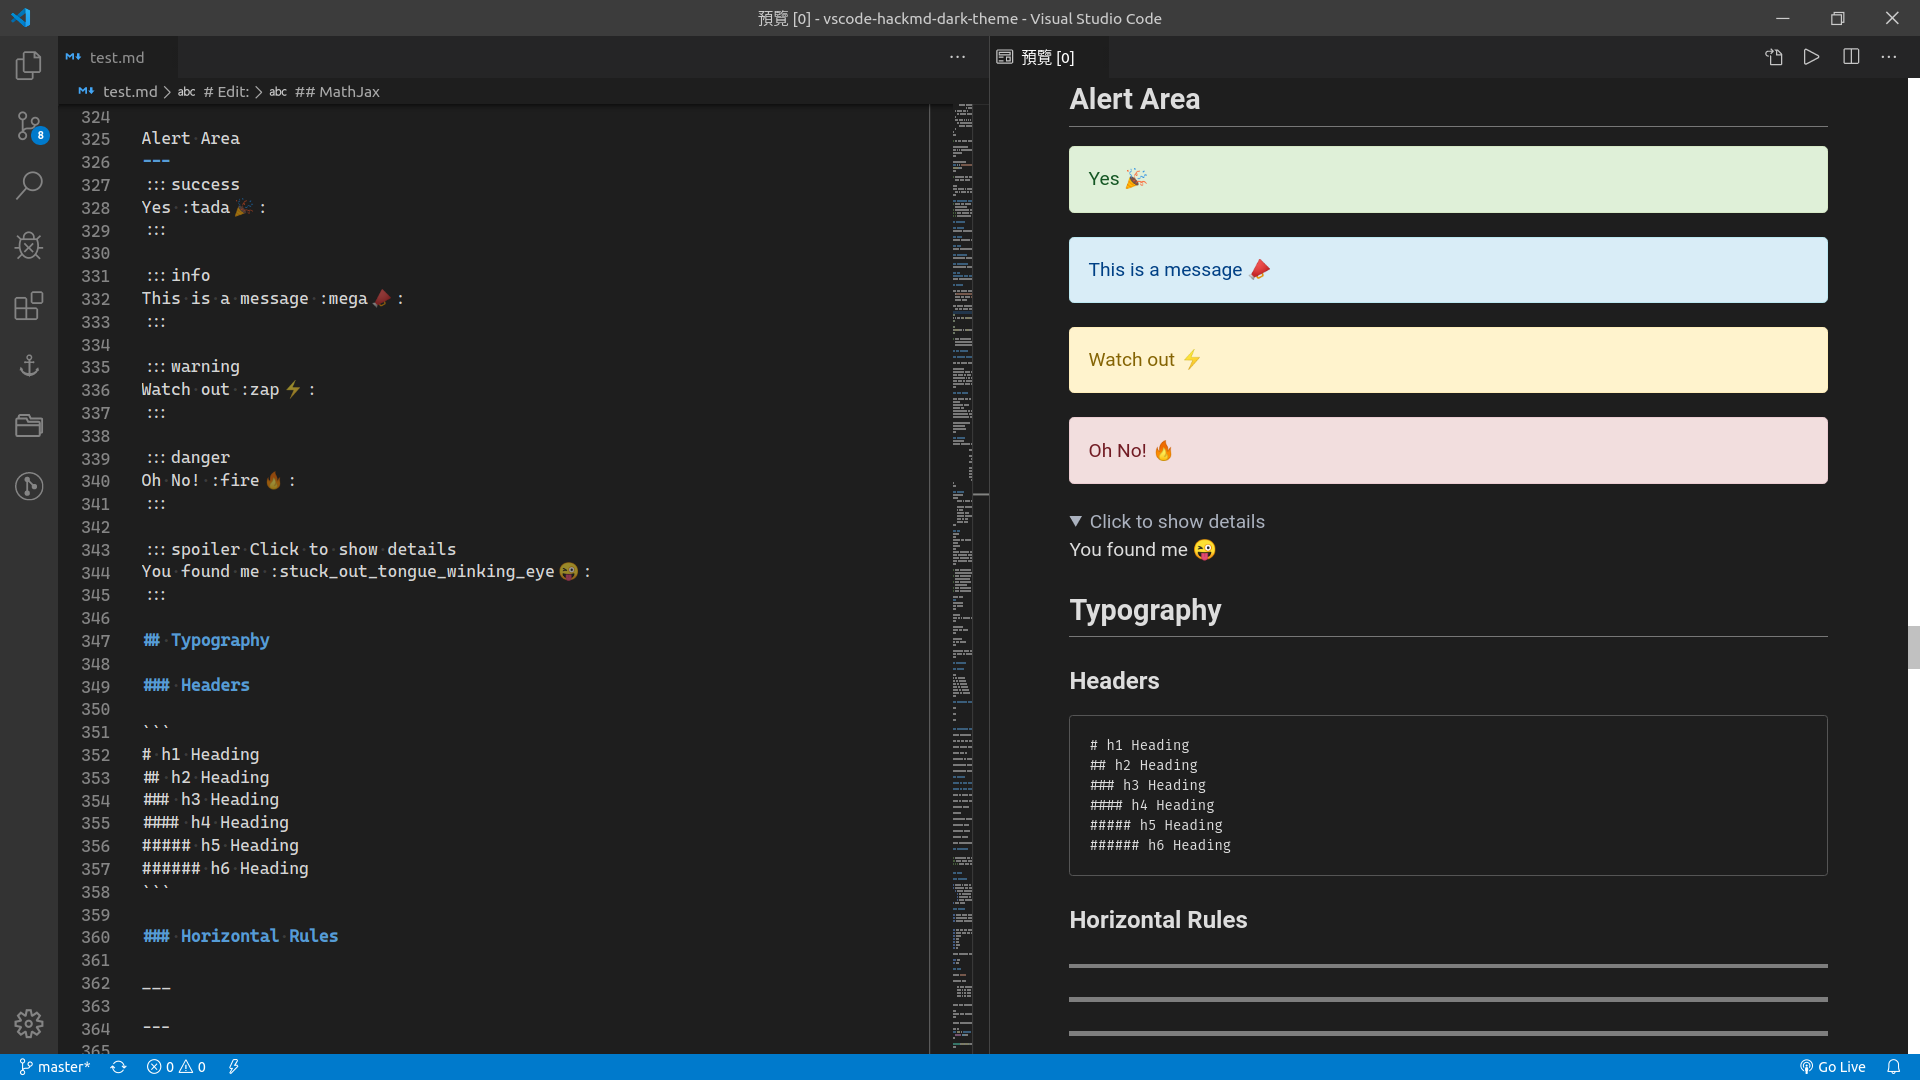 預覽 [0] - vscode-hackmd-dark-theme - Visual Studio Code
test.md
test.md > abc # Edit: > abc ## MathJax
324
325 Alert Area
326 ---
327 :::success
328 Yes :tada🎉:
329 :::
330
331 :::info
332 This is a message :mega📣:
333 :::
334
335 :::warning
336 Watch out :zap⚡:
337 :::
338
339 :::danger
340 Oh No! :fire🔥:
341 :::
342
343 :::spoiler Click to show details
344 You found me :stuck_out_tongue_winking_eye😜:
345 :::
346
347 ## Typography
348
349 ### Headers
350
351 ```
352 # h1 Heading
353 ## h2 Heading
354 ### h3 Heading
355 #### h4 Heading
356 ##### h5 Heading
357 ###### h6 Heading
358 ```
359
360 ### Horizontal Rules
361
362 ___
363
364 ---
365
預覽 [0]
Alert Area
Yes 🎉
This is a message 📣
Watch out ⚡
Oh No! 🔥
▼ Click to show details
You found me 😜
Typography
Headers
# h1 Heading
## h2 Heading
### h3 Heading
#### h4 Heading
##### h5 Heading
###### h6 Heading
Horizontal Rules
8
master* 0 0
Go Live